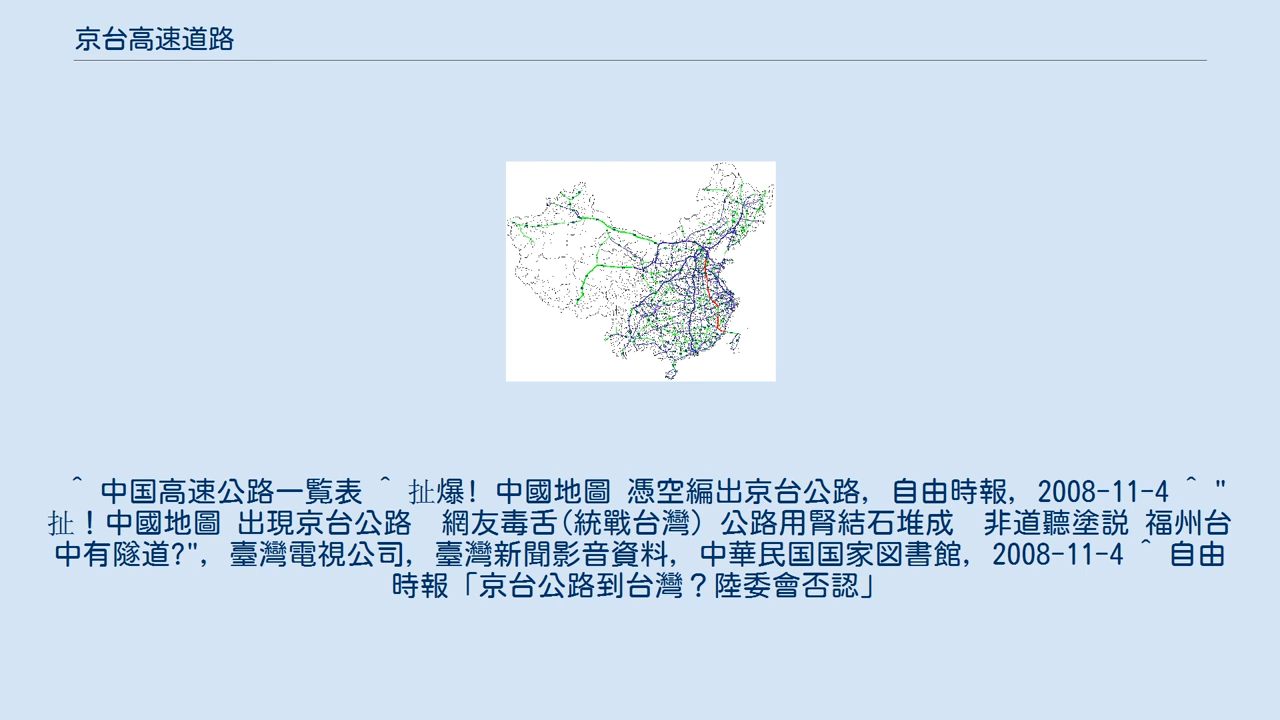 京台高速道路
^ 中国高速公路一覧表 ^ 扯爆! 中國地圖 憑空編出京台公路, 自由時報, 2008-11-4 ^ "
扯！中國地圖 出現京台公路　網友毒舌(統戰台灣) 公路用腎結石堆成　非道聽塗説 福州台
中有隧道?", 臺灣電視公司, 臺灣新聞影音資料, 中華民国国家図書館, 2008-11-4 ^ 自由
時報「京台公路到台灣？陸委會否認」